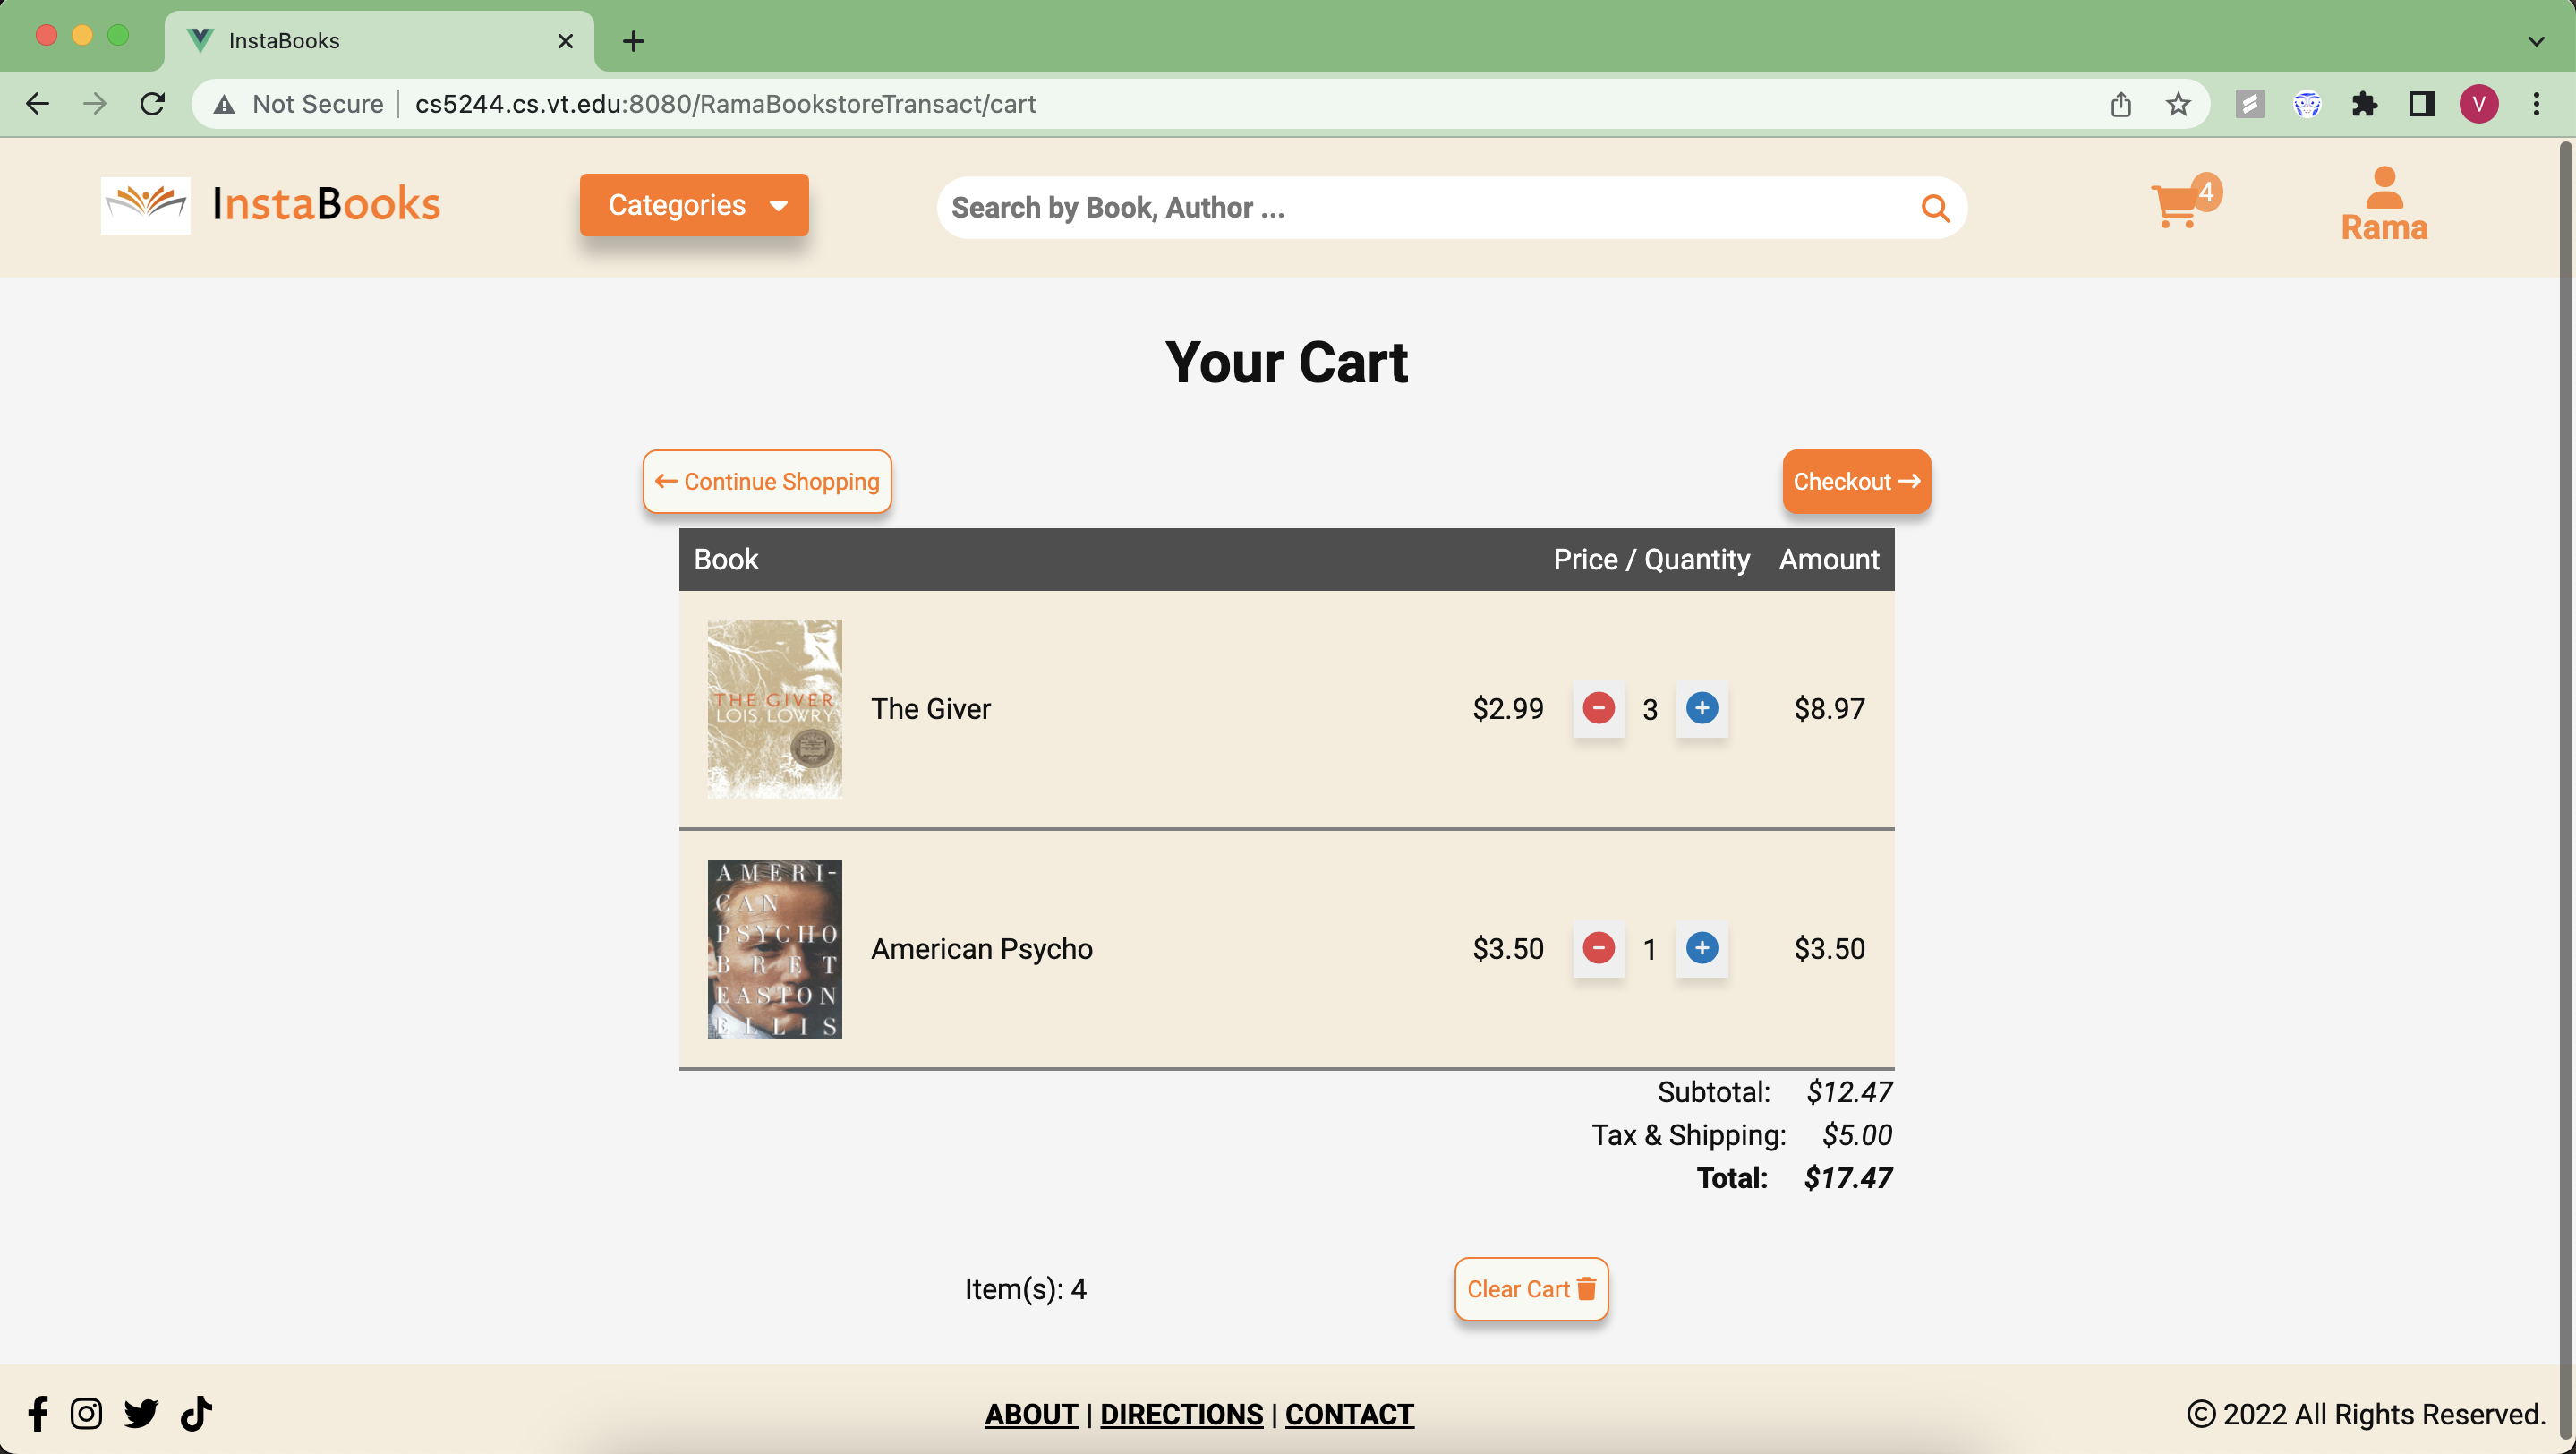 InstaBooks
Not Secure | cs5244.cs.vt.edu:8080/RamaBookstoreTransact/cart
V
InstaBooks
Categories
Search by Book, Author ...
4
Rama
Your Cart
Continue Shopping
Checkout
Book Price / Quantity Amount
THE GIVER
LOIS LOWRY
The Giver $2.99 3 $8.97
AMERI-
CAN
PSYCHO
BRET
EASTON
ELLIS
American Psycho $3.50 1 $3.50
Subtotal: $12.47
Tax & Shipping: $5.00
Total: $17.47
Item(s): 4
Clear Cart
ABOUT | DIRECTIONS | CONTACT
© 2022 All Rights Reserved.